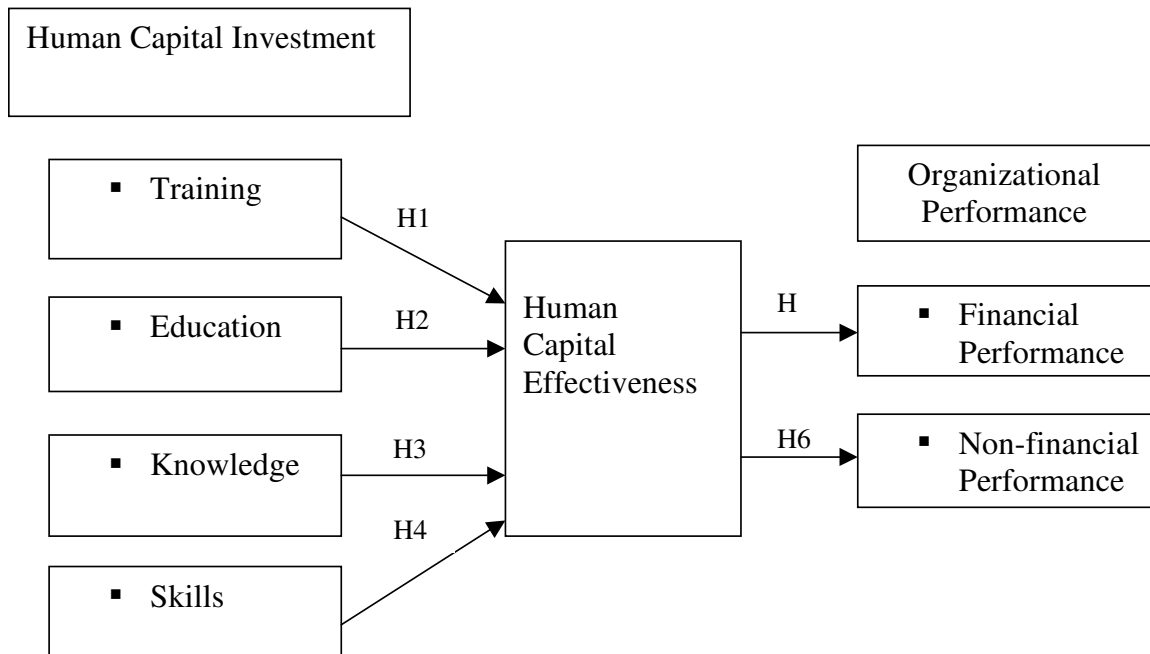 Human Capital Investment
▪ Training
H1
▪ Education
H2
▪ Knowledge
H3
▪ Skills
H4
Human
Capital
Effectiveness
Organizational
Performance
H
▪ Financial
Performance
H6
▪ Non-financial
Performance